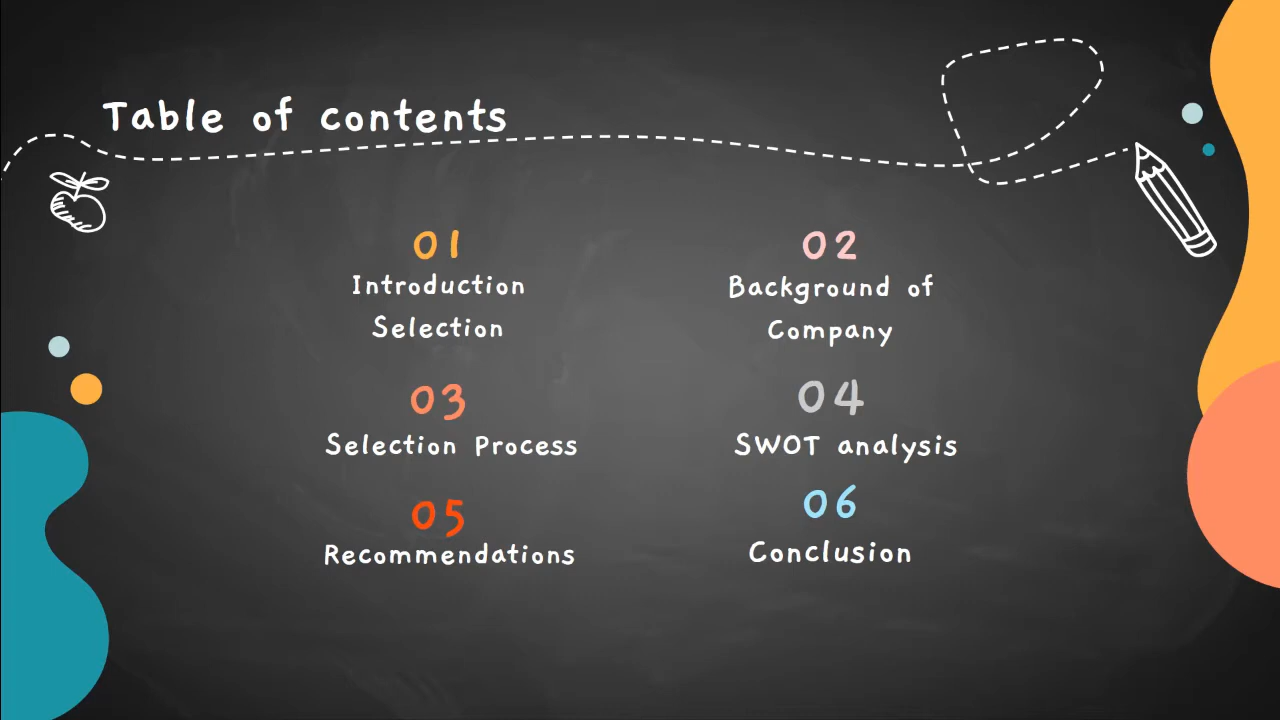 Table of contents
01
Introduction
Selection
02
Background of
Company
03
Selection Process
04
SWOT analysis
05
Recommendations
06
Conclusion